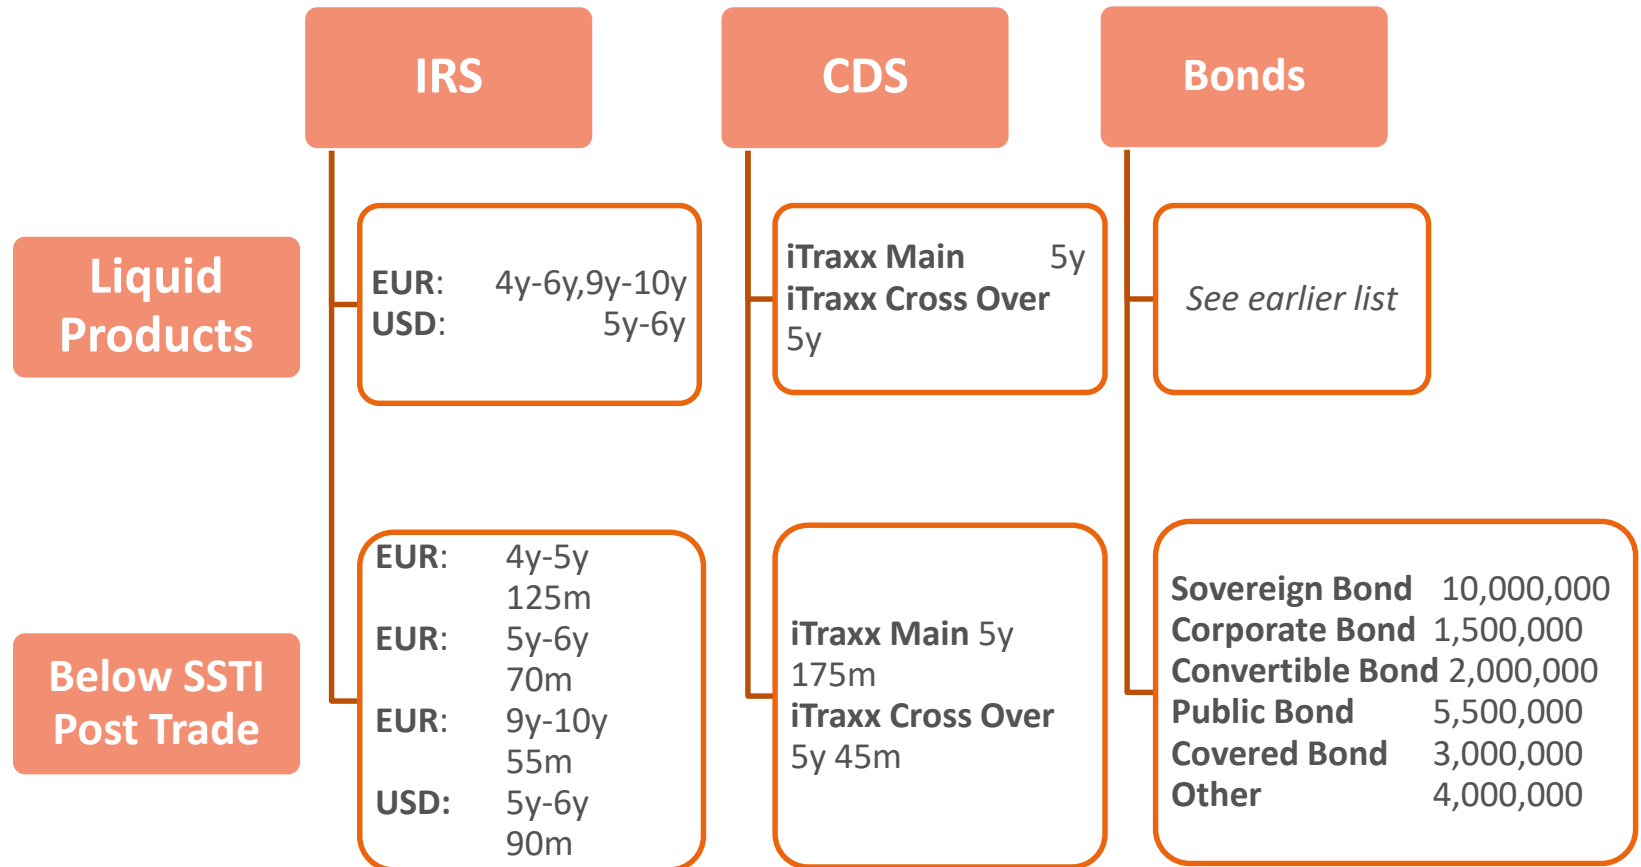 IRS
CDS
Bonds
Liquid
Products
EUR: 4y-6y,9y-10y
USD: 5y-6y
iTraxx Main 5y
iTraxx Cross Over
5y
See earlier list
Below SSTI
Post Trade
EUR: 4y-5y
125m
EUR: 5y-6y
70m
EUR: 9y-10y
55m
USD: 5y-6y
90m
iTraxx Main 5y
175m
iTraxx Cross Over
5y 45m
Sovereign Bond 10,000,000
Corporate Bond 1,500,000
Convertible Bond 2,000,000
Public Bond 5,500,000
Covered Bond 3,000,000
Other 4,000,000